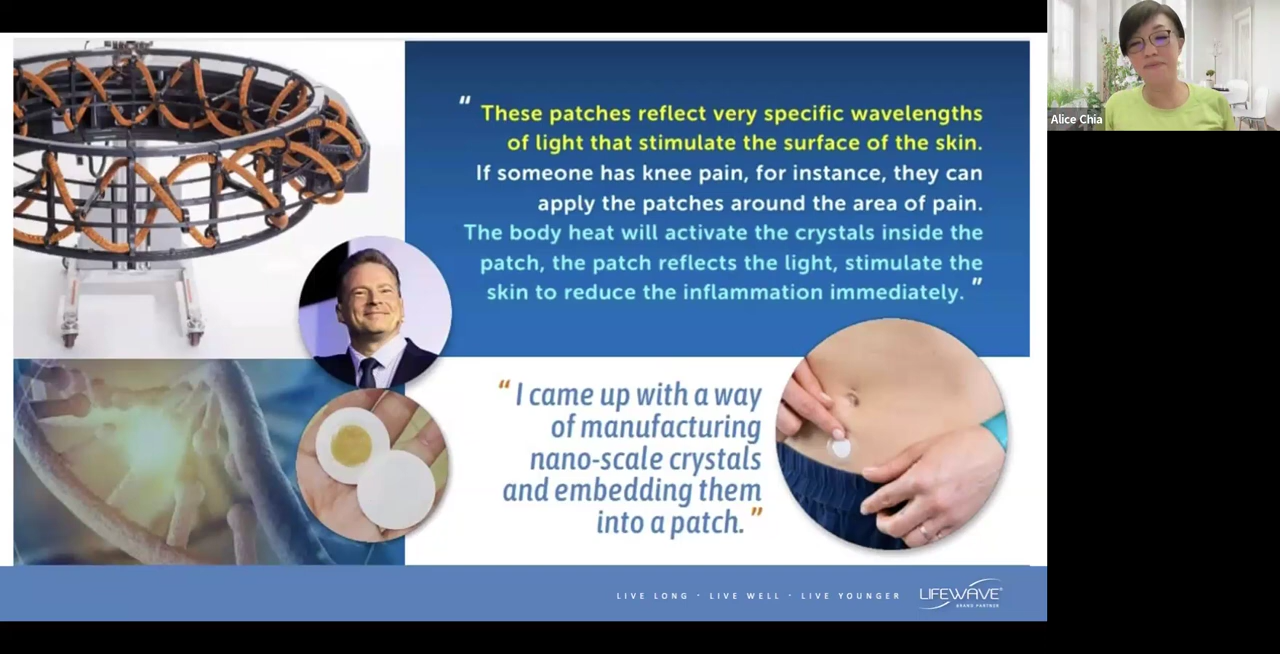 Alice Chia
“ These patches reflect very specific wavelengths
of light that stimulate the surface of the skin.
If someone has knee pain, for instance, they can
apply the patches around the area of pain.
The body heat will activate the crystals inside the
patch, the patch reflects the light, stimulate the
skin to reduce the inflammation immediately. ”
“ I came up with a way
of manufacturing
nano-scale crystals
and embedding them
into a patch. ”
LIVE LONG · LIVE WELL · LIVE YOUNGER
LIFEWAVE®
BRAND PARTNER